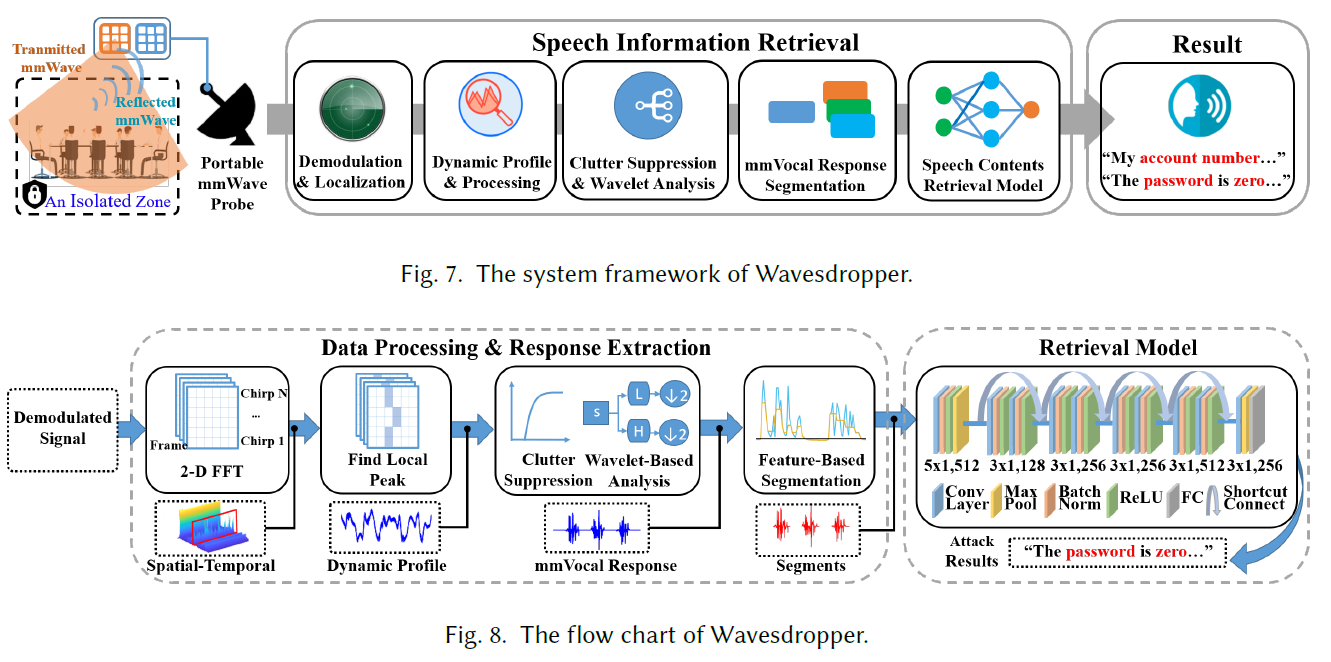 Tranmitted
mmWave
Reflected
mmWave
An Isolated Zone
Portable
mmWave
Probe
Speech Information Retrieval
Demodulation
& Localization
Dynamic Profile
& Processing
Clutter Suppression
& Wavelet Analysis
mmVocal Response
Segmentation
Speech Contents
Retrieval Model
Result
“My account number…”
“The password is zero…”
Fig. 7. The system framework of Wavesdropper.
Data Processing & Response Extraction
Demodulated
Signal
Chirp N
...
Chirp 1
Frame
2-D FFT
Spatial-Temporal
Find Local
Peak
Dynamic Profile
S
L
H
↓2
↓2
Clutter
Suppression
Wavelet-Based
Analysis
mmVocal Response
Feature-Based
Segmentation
Segments
Retrieval Model
5x1,512 3x1,128 3x1,256 3x1,256 3x1,512 3x1,256
Conv
Layer
Max
Pool
Batch
Norm
ReLU
FC
Shortcut
Connect
Attack
Results
“The password is zero…”
Fig. 8. The flow chart of Wavesdropper.